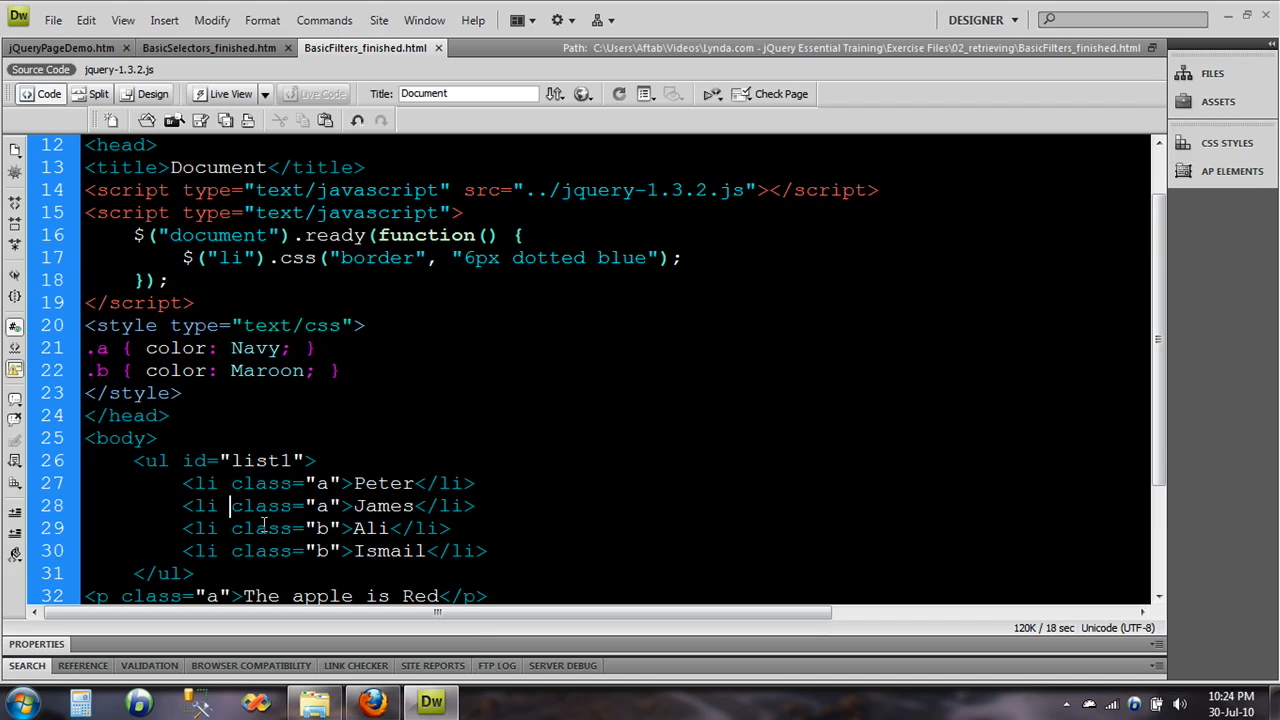 Dw File Edit View Insert Modify Format Commands Site Window Help DESIGNER
jQueryPageDemo.htm BasicSelectors_finished.html BasicFilters_finished.html Path: C:\Users\Aftab\Videos\Lynda.com - jQuery Essential Training\Exercise Files\02_retrieving\BasicFilters_finished.html
Source Code jquery-1.3.2.js
Code Split Design Live View Live Code Title: Document Check Page
FILES
ASSETS
CSS STYLES
AP ELEMENTS
12 <head>
13 <title>Document</title>
14 <script type="text/javascript" src="../jquery-1.3.2.js"></script>
15 <script type="text/javascript">
16 $("document").ready(function() {
17 $("li").css("border", "6px dotted blue");
18 });
19 </script>
20 <style type="text/css">
21 .a { color: Navy; }
22 .b { color: Maroon; }
23 </style>
24 </head>
25 <body>
26 <ul id="list1">
27 <li class="a">Peter</li>
28 <li class="a">James</li>
29 <li class="b">Ali</li>
30 <li class="b">Ismail</li>
31 </ul>
32 <p class="a">The apple is Red</p>
120K / 18 sec Unicode (UTF-8)
PROPERTIES
SEARCH REFERENCE VALIDATION BROWSER COMPATIBILITY LINK CHECKER SITE REPORTS FTP LOG SERVER DEBUG
Dw
10:24 PM
30-Jul-10